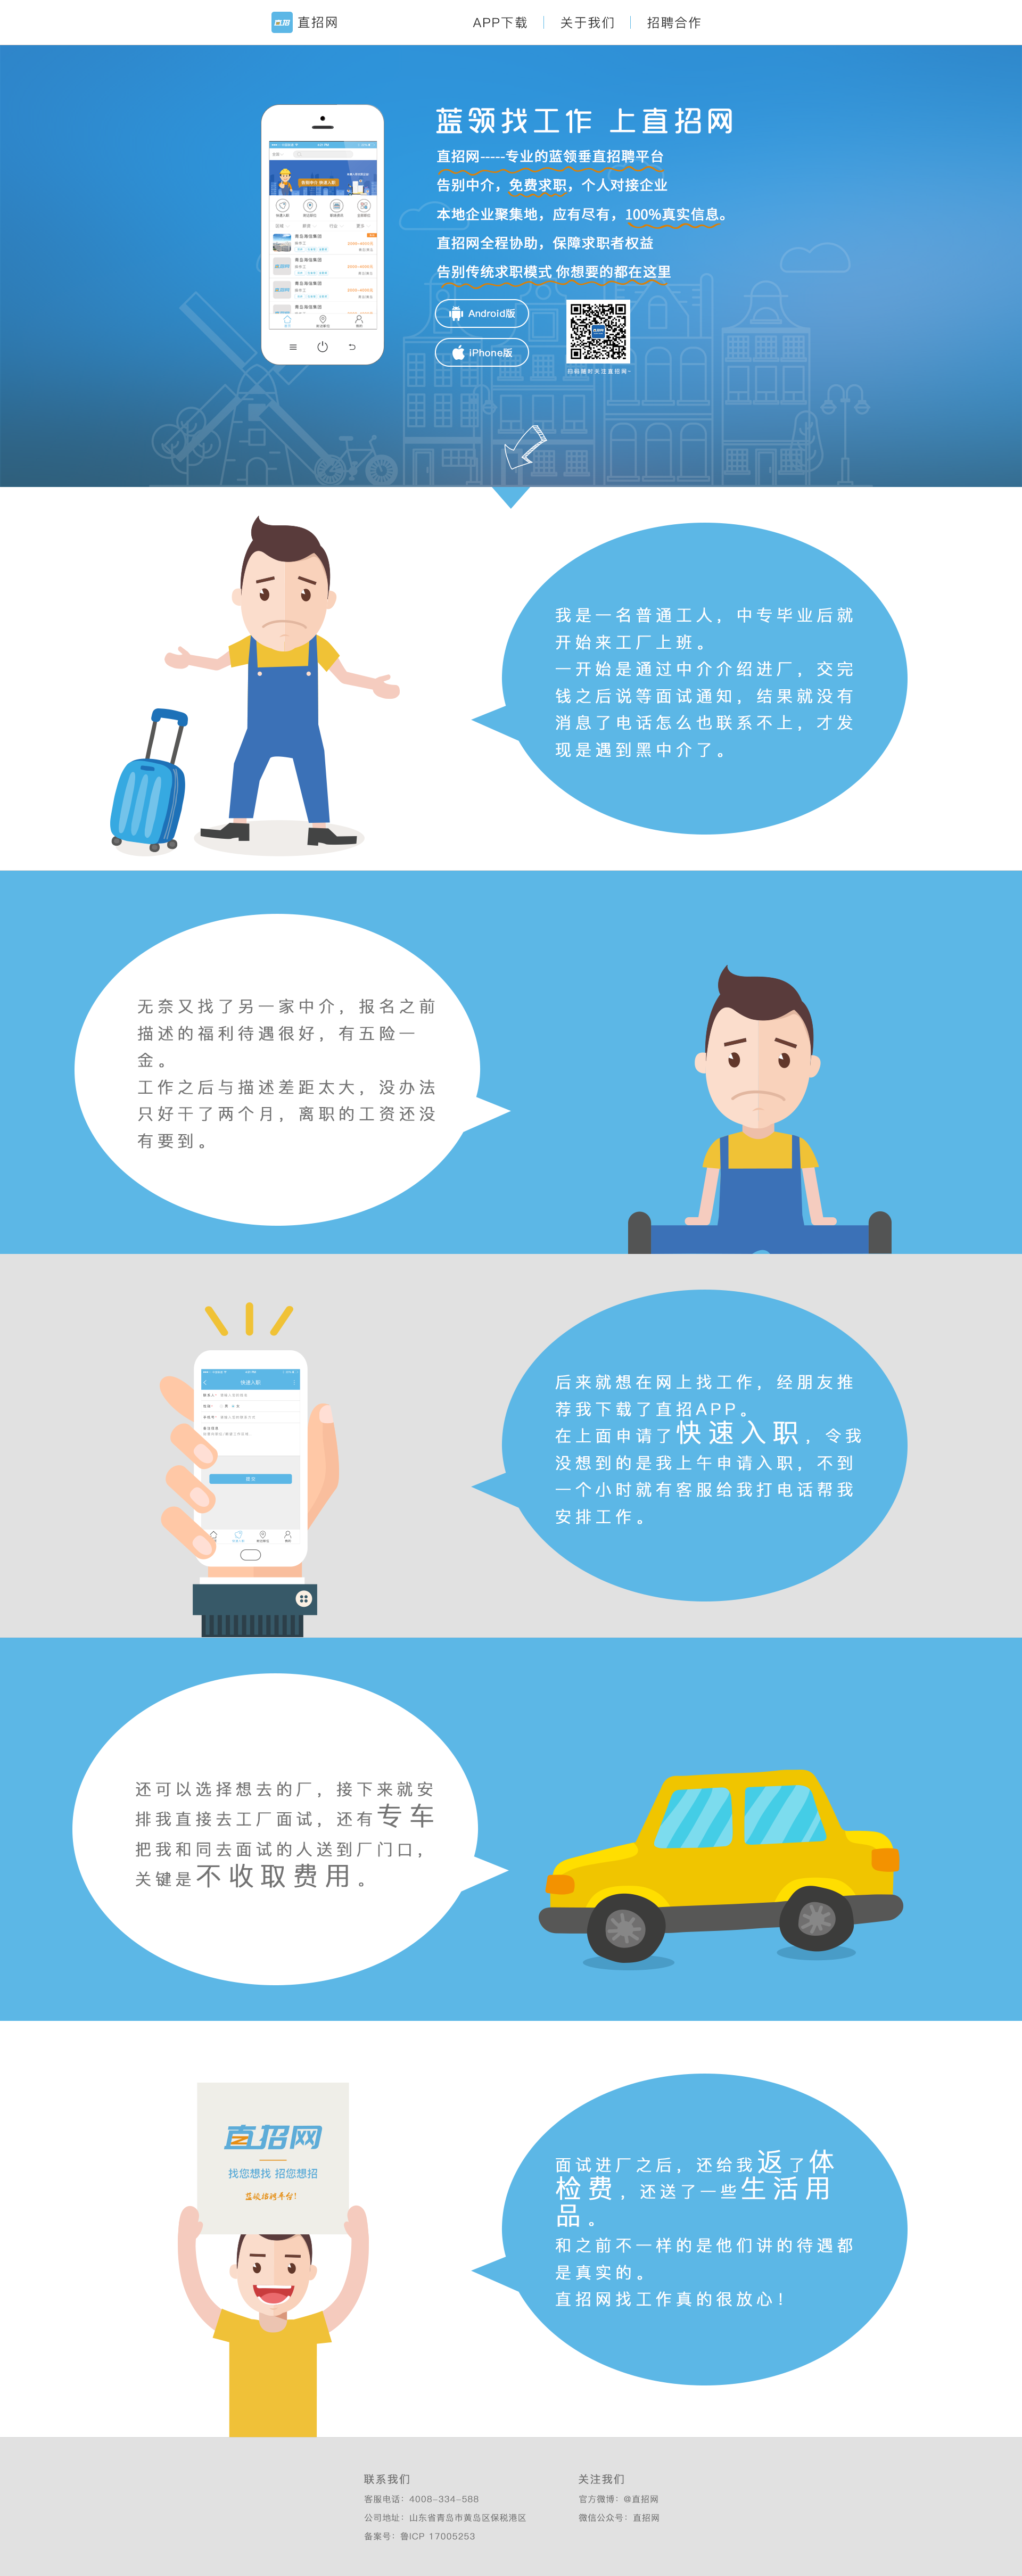 直招
直招网
APP下载
关于我们
招聘合作
蓝领找工作 上直招网
直招网-----专业的蓝领垂直招聘平台
告别中介，免费求职，个人对接企业
本地企业聚集地，应有尽有，100%真实信息。
直招网全程协助，保障求职者权益
告别传统求职模式 你想要的都在这里
Android版
iPhone版
扫码随时关注直招网~
快速入职
我是一名普通工人，中专毕业后就
开始来工厂上班。
一开始是通过中介介绍进厂，交完
钱之后说等面试通知，结果就没有
消息了电话怎么也联系不上，才发
现是遇到黑中介了。
无奈又找了另一家中介，报名之前
描述的福利待遇很好，有五险一
金。
工作之后与描述差距太大，没办法
只好干了两个月，离职的工资还没
有要到。
快速入职
后来就想在网上找工作，经朋友推
荐我下载了直招APP。
在上面申请了快速入职，令我
没想到的是我上午申请入职，不到
一个小时就有客服给我打电话帮我
安排工作。
还可以选择想去的厂，接下来就安
排我直接去工厂面试，还有专车
把我和同去面试的人送到厂门口，
关键是不收取费用。
直招网
找您想找 招您想招
蓝领招聘平台!
面试进厂之后，还给我返了体
检费，还送了一些生活用
品。
和之前不一样的是他们讲的待遇都
是真实的。
直招网找工作真的很放心!
联系我们
客服电话：4008-334-588
公司地址：山东省青岛市黄岛区保税港区
备案号：鲁ICP 17005253
关注我们
官方微博：@直招网
微信公众号：直招网